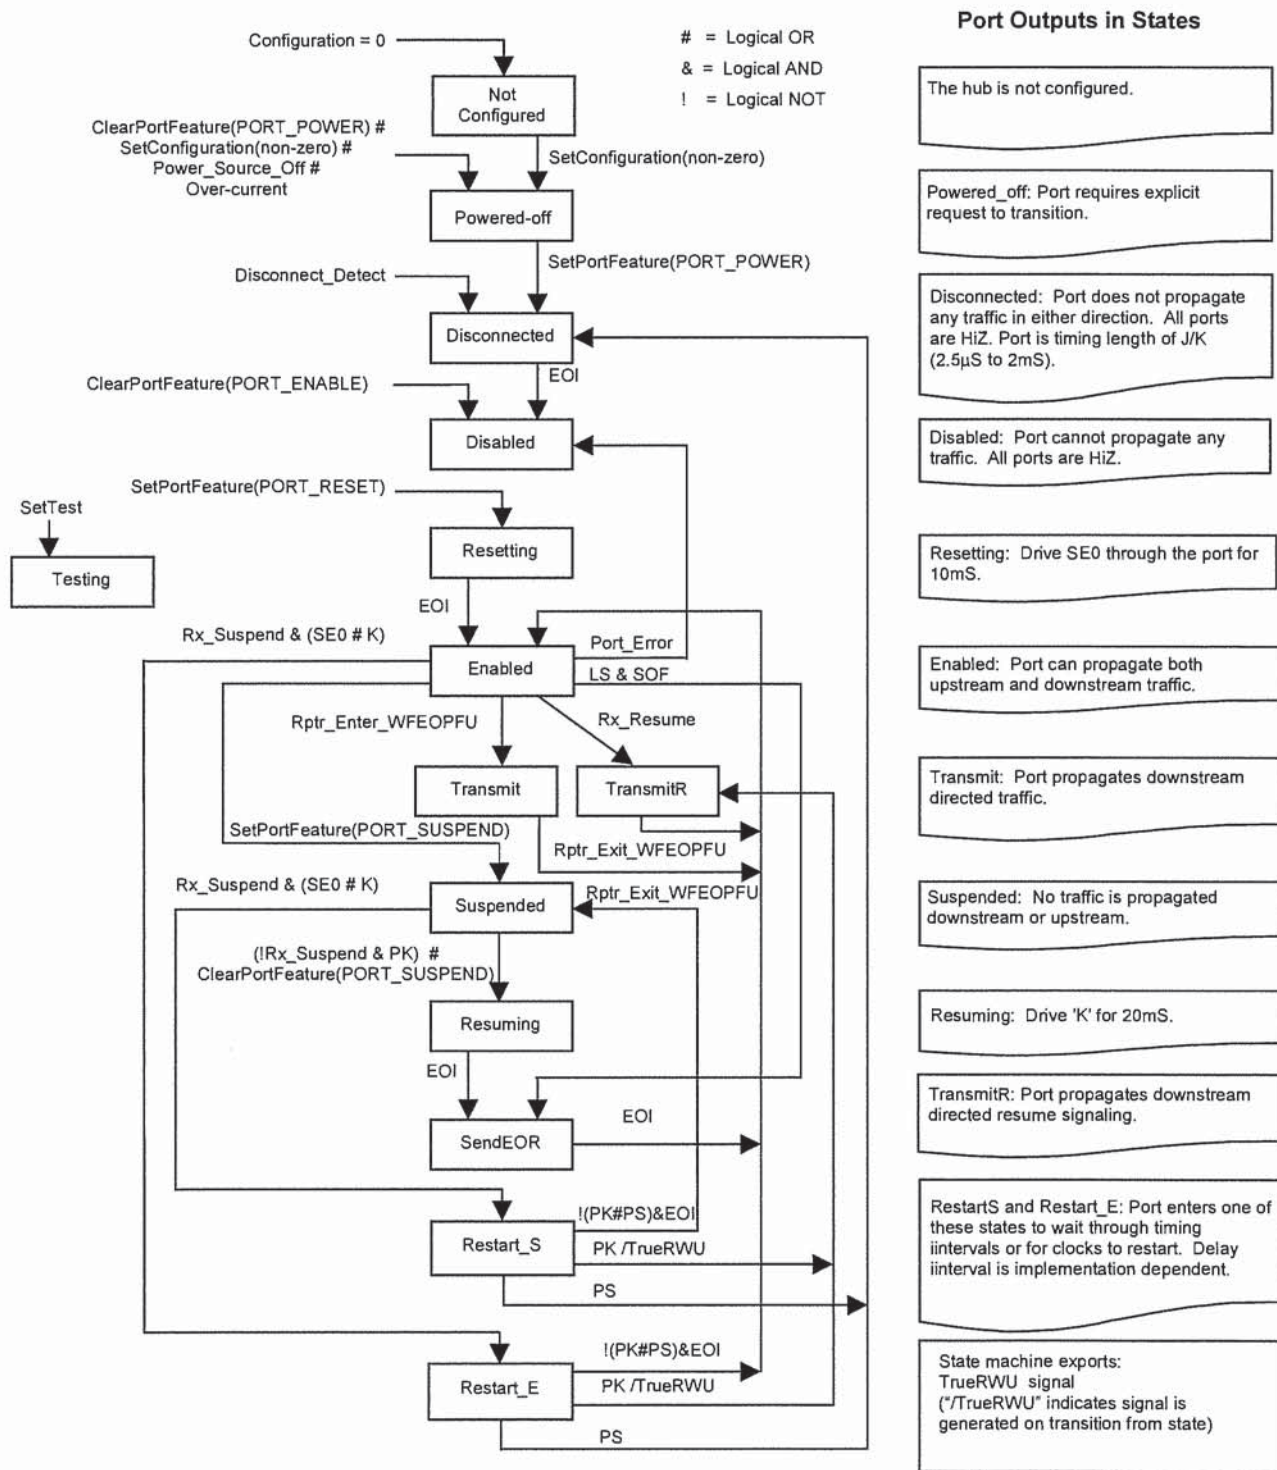 Port Outputs in States
Configuration = 0
# = Logical OR
& = Logical AND
! = Logical NOT
Not
Configured
ClearPortFeature(PORT_POWER) #
SetConfiguration(non-zero) #
Power_Source_Off #
Over-current
SetConfiguration(non-zero)
Powered-off
SetPortFeature(PORT_POWER)
Disconnect_Detect
Disconnected
EOI
ClearPortFeature(PORT_ENABLE)
Disabled
SetPortFeature(PORT_RESET)
SetTest
Testing
Resetting
EOI
Rx_Suspend & (SE0 # K)
Enabled
Port_Error
LS & SOF
Rptr_Enter_WFEOPFU
Rx_Resume
Transmit
TransmitR
SetPortFeature(PORT_SUSPEND)
Rptr_Exit_WFEOPFU
Rx_Suspend & (SE0 # K)
Suspended
Rptr_Exit_WFEOPFU
(!Rx_Suspend & PK) #
ClearPortFeature(PORT_SUSPEND)
Resuming
EOI
SendEOR
EOI
Restart_S
!(PK#PS)&EOI
PK /TrueRWU
PS
Restart_E
!(PK#PS)&EOI
PK /TrueRWU
PS
The hub is not configured.
Powered_off: Port requires explicit
request to transition.
Disconnected: Port does not propagate
any traffic in either direction. All ports
are HiZ. Port is timing length of J/K
(2.5µS to 2mS).
Disabled: Port cannot propagate any
traffic. All ports are HiZ.
Resetting: Drive SE0 through the port for
10mS.
Enabled: Port can propagate both
upstream and downstream traffic.
Transmit: Port propagates downstream
directed traffic.
Suspended: No traffic is propagated
downstream or upstream.
Resuming: Drive 'K' for 20mS.
TransmitR: Port propagates downstream
directed resume signaling.
RestartS and Restart_E: Port enters one of
these states to wait through timing
iintervals or for clocks to restart. Delay
iinterval is implementation dependent.
State machine exports:
TrueRWU signal
("/TrueRWU" indicates signal is
generated on transition from state)